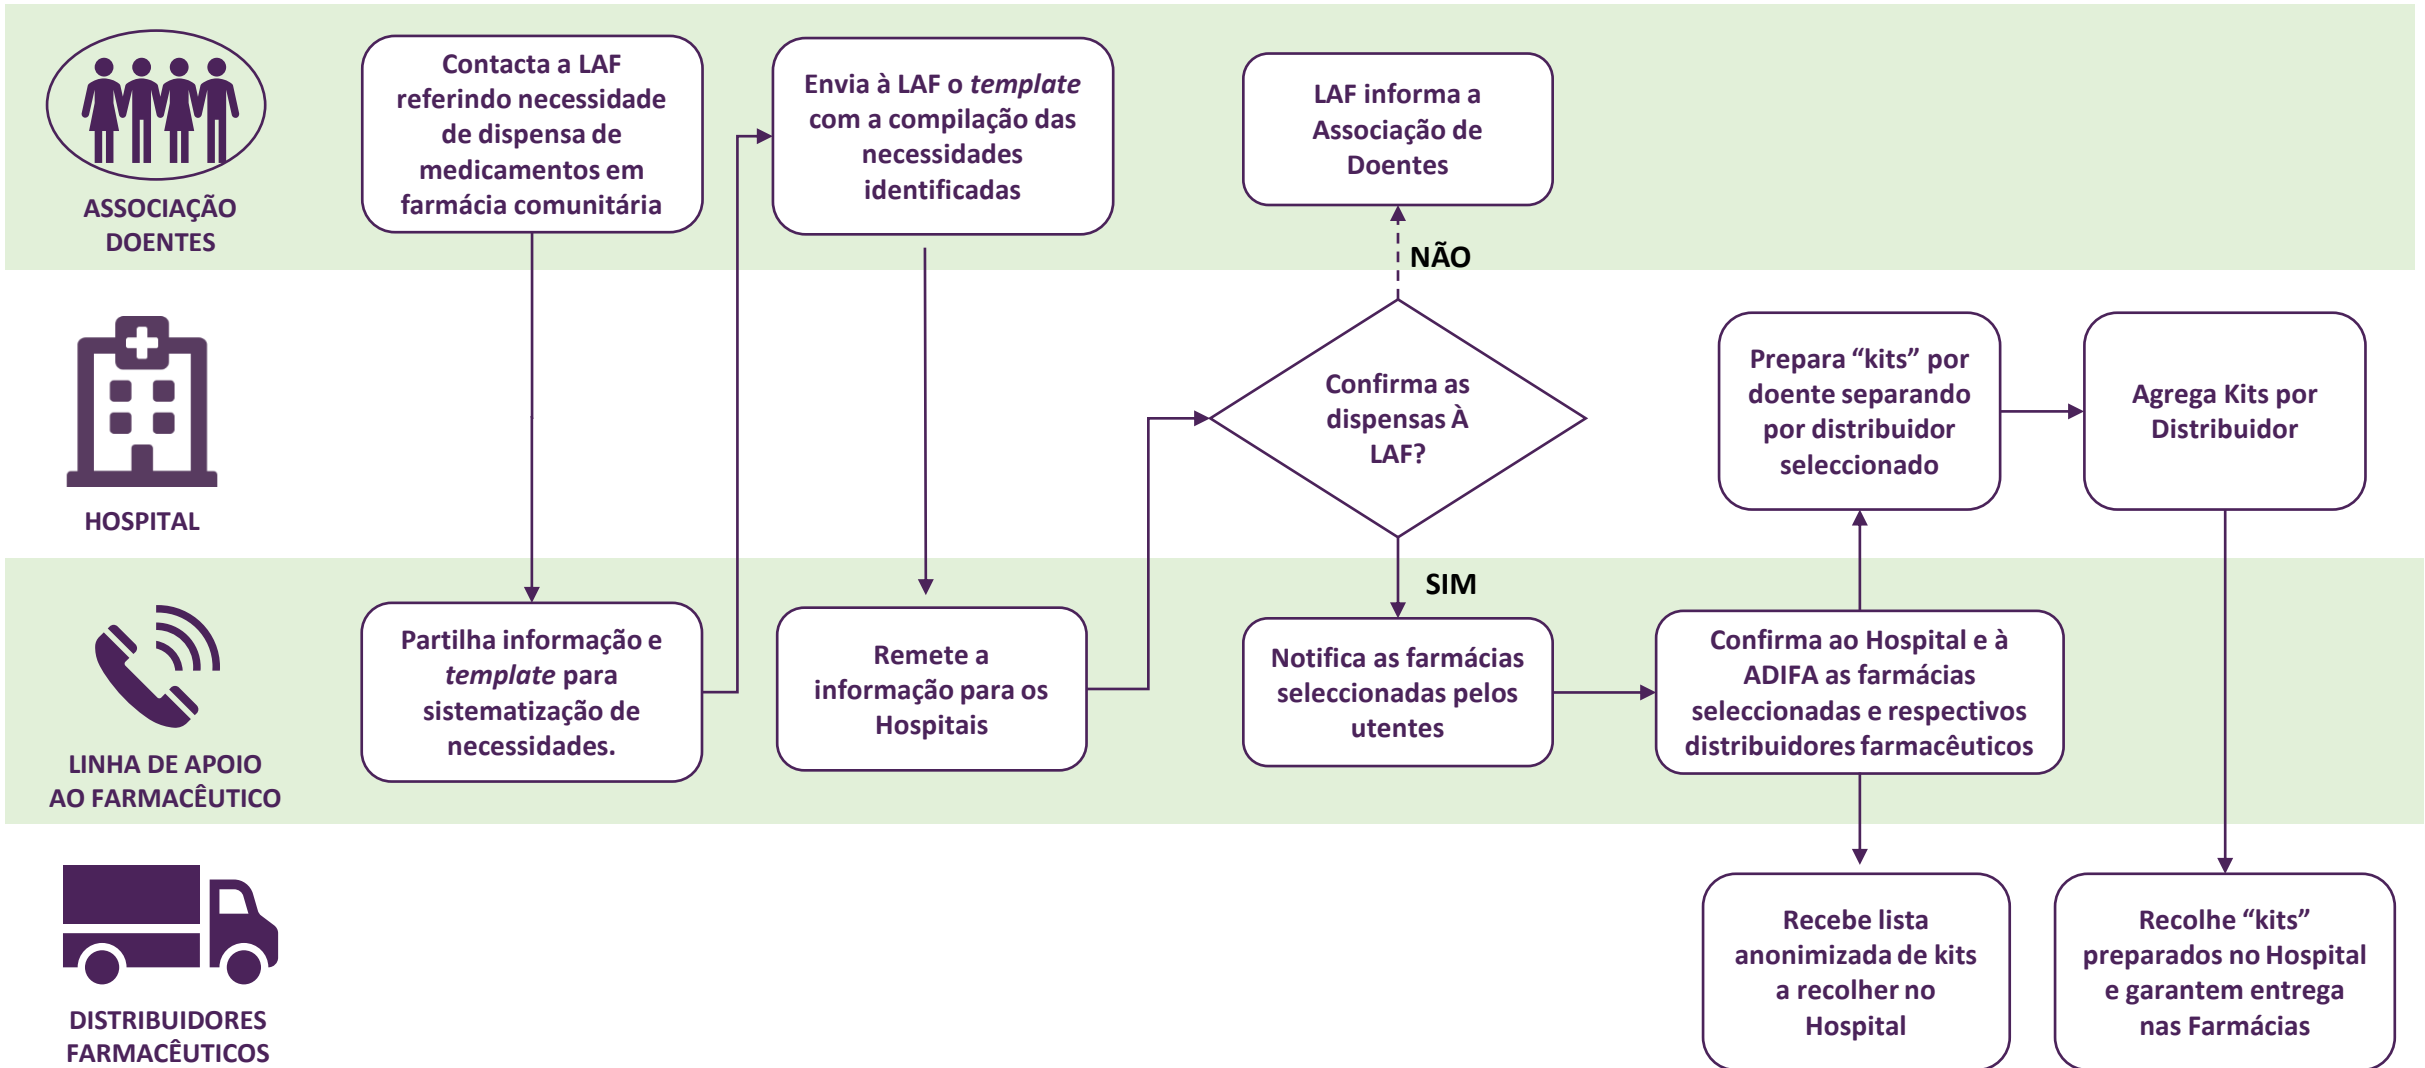 ASSOCIAÇÃO
DOENTES
Contacta a LAF
referindo necessidade
de dispensa de
medicamentos em
farmácia comunitária
Envia à LAF o template
com a compilação das
necessidades
identificadas
LAF informa a
Associação de
Doentes
NÃO
HOSPITAL
Confirma as
dispensas À
LAF?
Prepara “kits” por
doente separando
por distribuidor
seleccionado
Agrega Kits por
Distribuidor
SIM
LINHA DE APOIO
AO FARMACÊUTICO
Partilha informação e
template para
sistematização de
necessidades.
Remete a
informação para os
Hospitais
Notifica as farmácias
seleccionadas pelos
utentes
Confirma ao Hospital e à
ADIFA as farmácias
seleccionadas e respectivos
distribuidores farmacêuticos
DISTRIBUIDORES
FARMACÊUTICOS
Recebe lista
anonimizada de kits
a recolher no
Hospital
Recolhe “kits”
preparados no Hospital
e garantem entrega
nas Farmácias